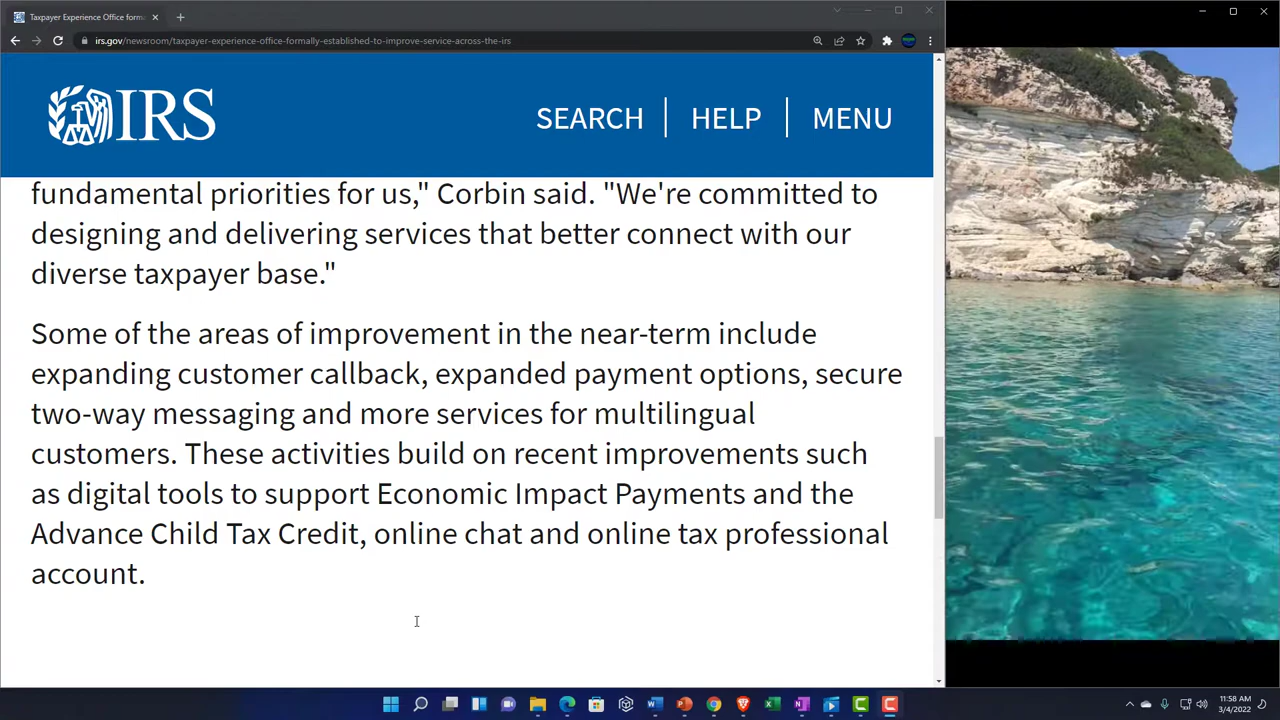 Taxpayer Experience Office form
irs.gov/newsroom/taxpayer-experience-office-formally-established-to-improve-service-across-the-irs
IRS
SEARCH | HELP | MENU
fundamental priorities for us," Corbin said. "We're committed to
designing and delivering services that better connect with our
diverse taxpayer base."
Some of the areas of improvement in the near-term include
expanding customer callback, expanded payment options, secure
two-way messaging and more services for multilingual
customers. These activities build on recent improvements such
as digital tools to support Economic Impact Payments and the
Advance Child Tax Credit, online chat and online tax professional
account.
11:58 AM
3/4/2022